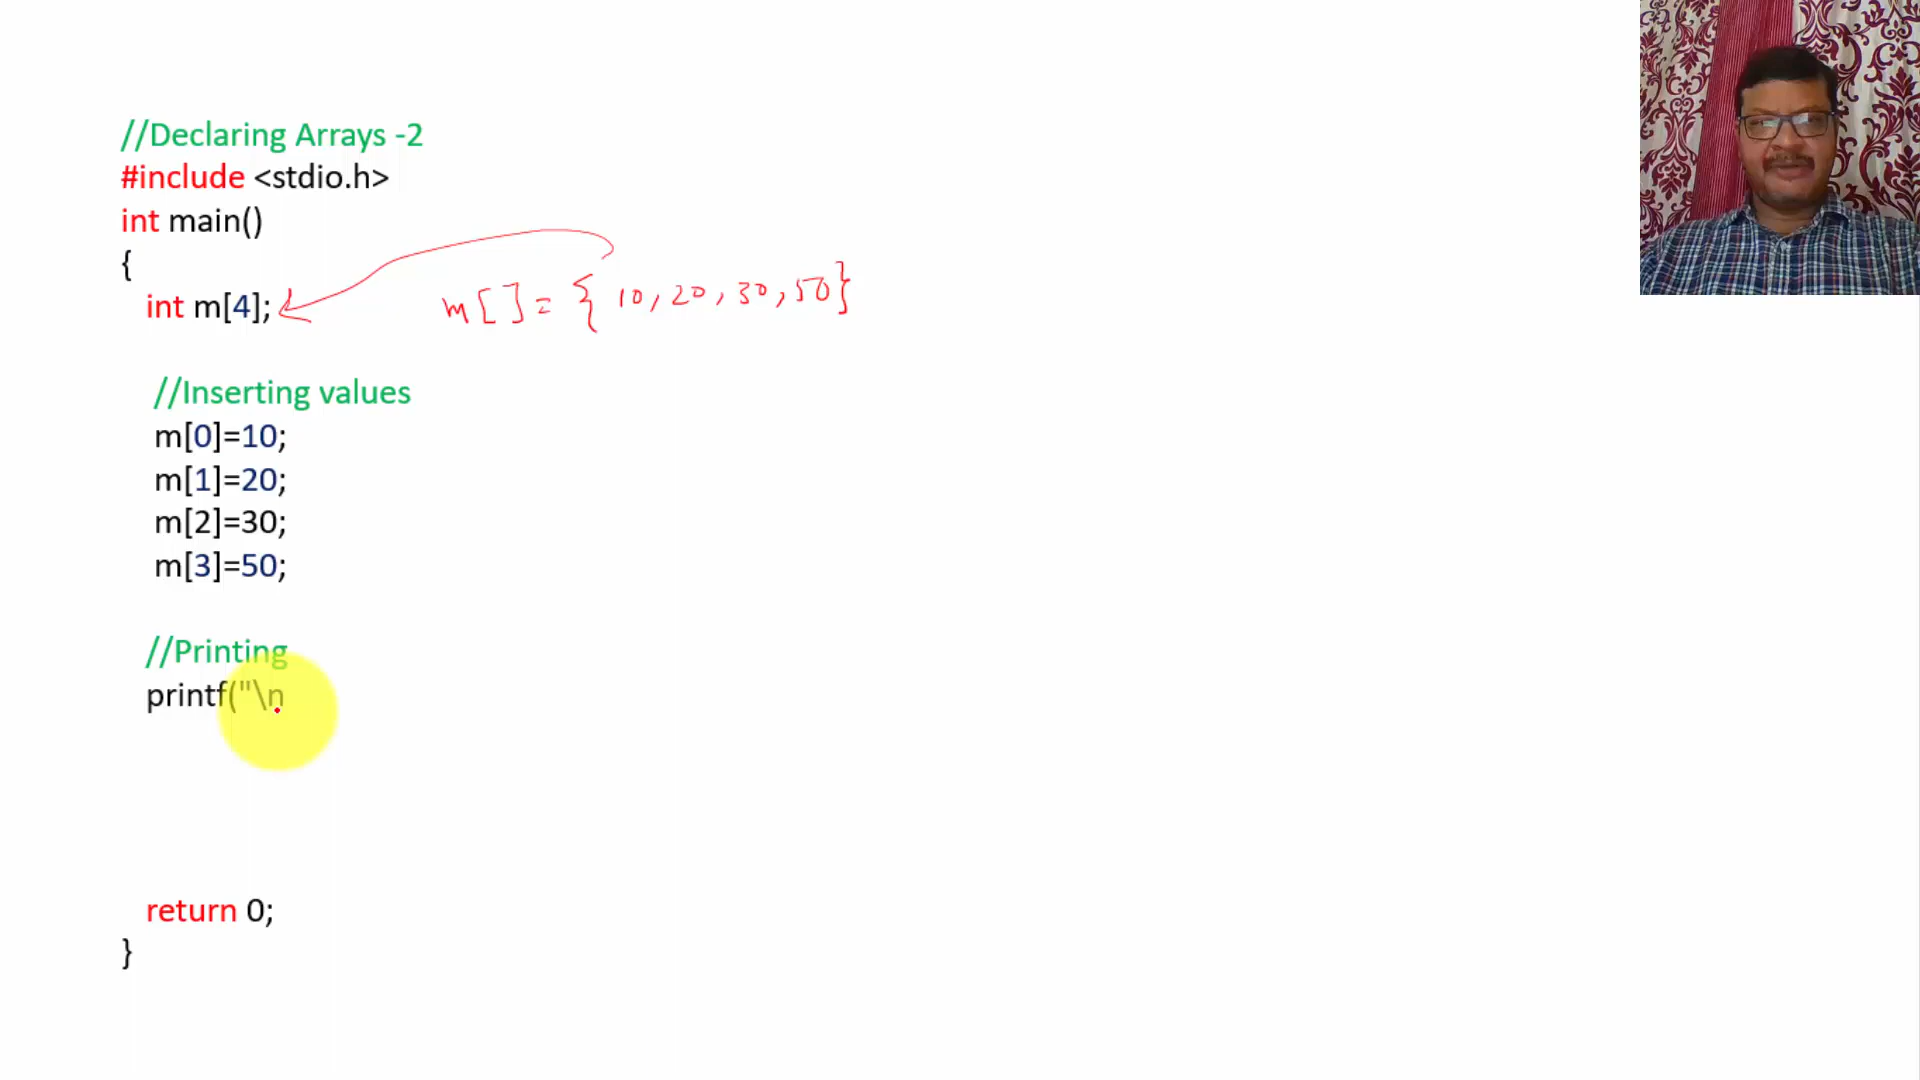 //Declaring Arrays -2
#include <stdio.h>
int main()
{
int m[4];
m[]={10,20,30,50}
//Inserting values
m[0]=10;
m[1]=20;
m[2]=30;
m[3]=50;
//Printing
printf("\n
return 0;
}